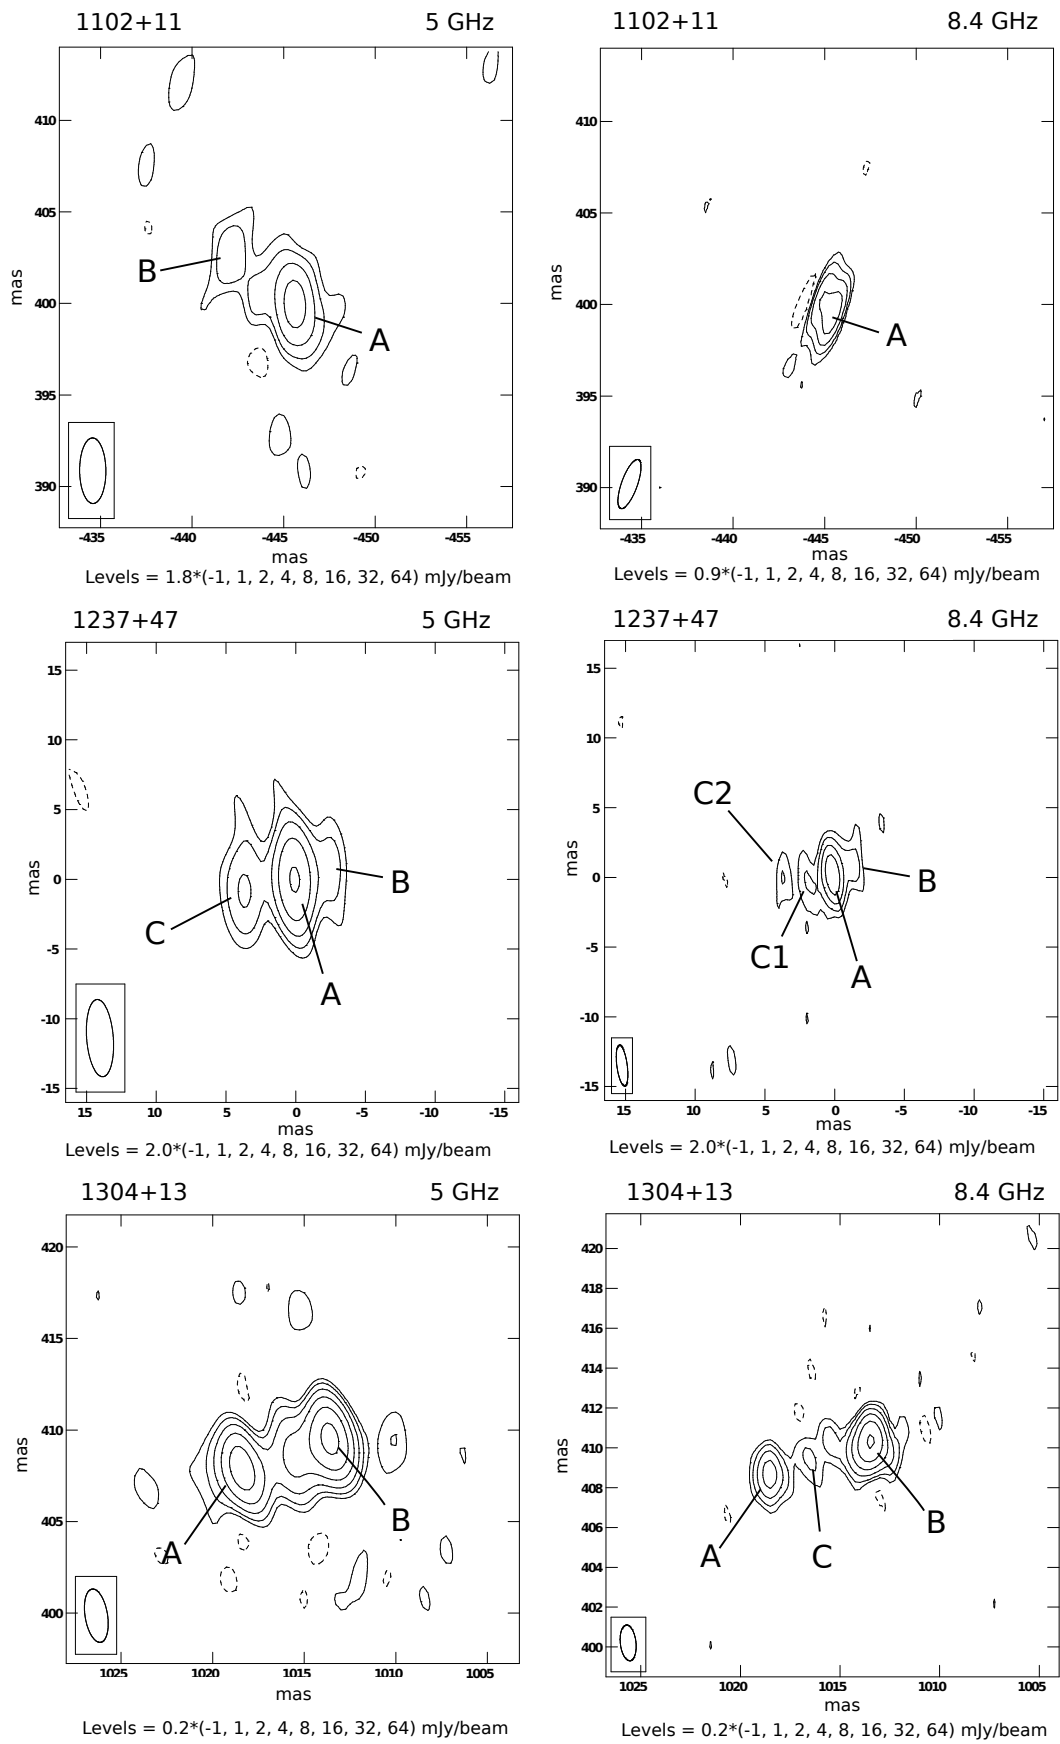 1102+11 5 GHz
410
405
400
395
390
mas
B
A
-435 -440 -445 -450 -455
mas
Levels = 1.8*(-1, 1, 2, 4, 8, 16, 32, 64) mJy/beam
1102+11 8.4 GHz
410
405
400
395
390
mas
A
-435 -440 -445 -450 -455
mas
Levels = 0.9*(-1, 1, 2, 4, 8, 16, 32, 64) mJy/beam
1237+47 5 GHz
15
10
5
0
-5
-10
-15
mas
B
C
A
15 10 5 0 -5 -10 -15
mas
Levels = 2.0*(-1, 1, 2, 4, 8, 16, 32, 64) mJy/beam
1237+47 8.4 GHz
15
10
5
0
-5
-10
-15
mas
C2
B
C1
A
15 10 5 0 -5 -10 -15
mas
Levels = 2.0*(-1, 1, 2, 4, 8, 16, 32, 64) mJy/beam
1304+13 5 GHz
420
415
410
405
400
mas
B
A
1025 1020 1015 1010 1005
mas
Levels = 0.2*(-1, 1, 2, 4, 8, 16, 32, 64) mJy/beam
1304+13 8.4 GHz
420
418
416
414
412
410
408
406
404
402
400
mas
B
A
C
1025 1020 1015 1010 1005
mas
Levels = 0.2*(-1, 1, 2, 4, 8, 16, 32, 64) mJy/beam